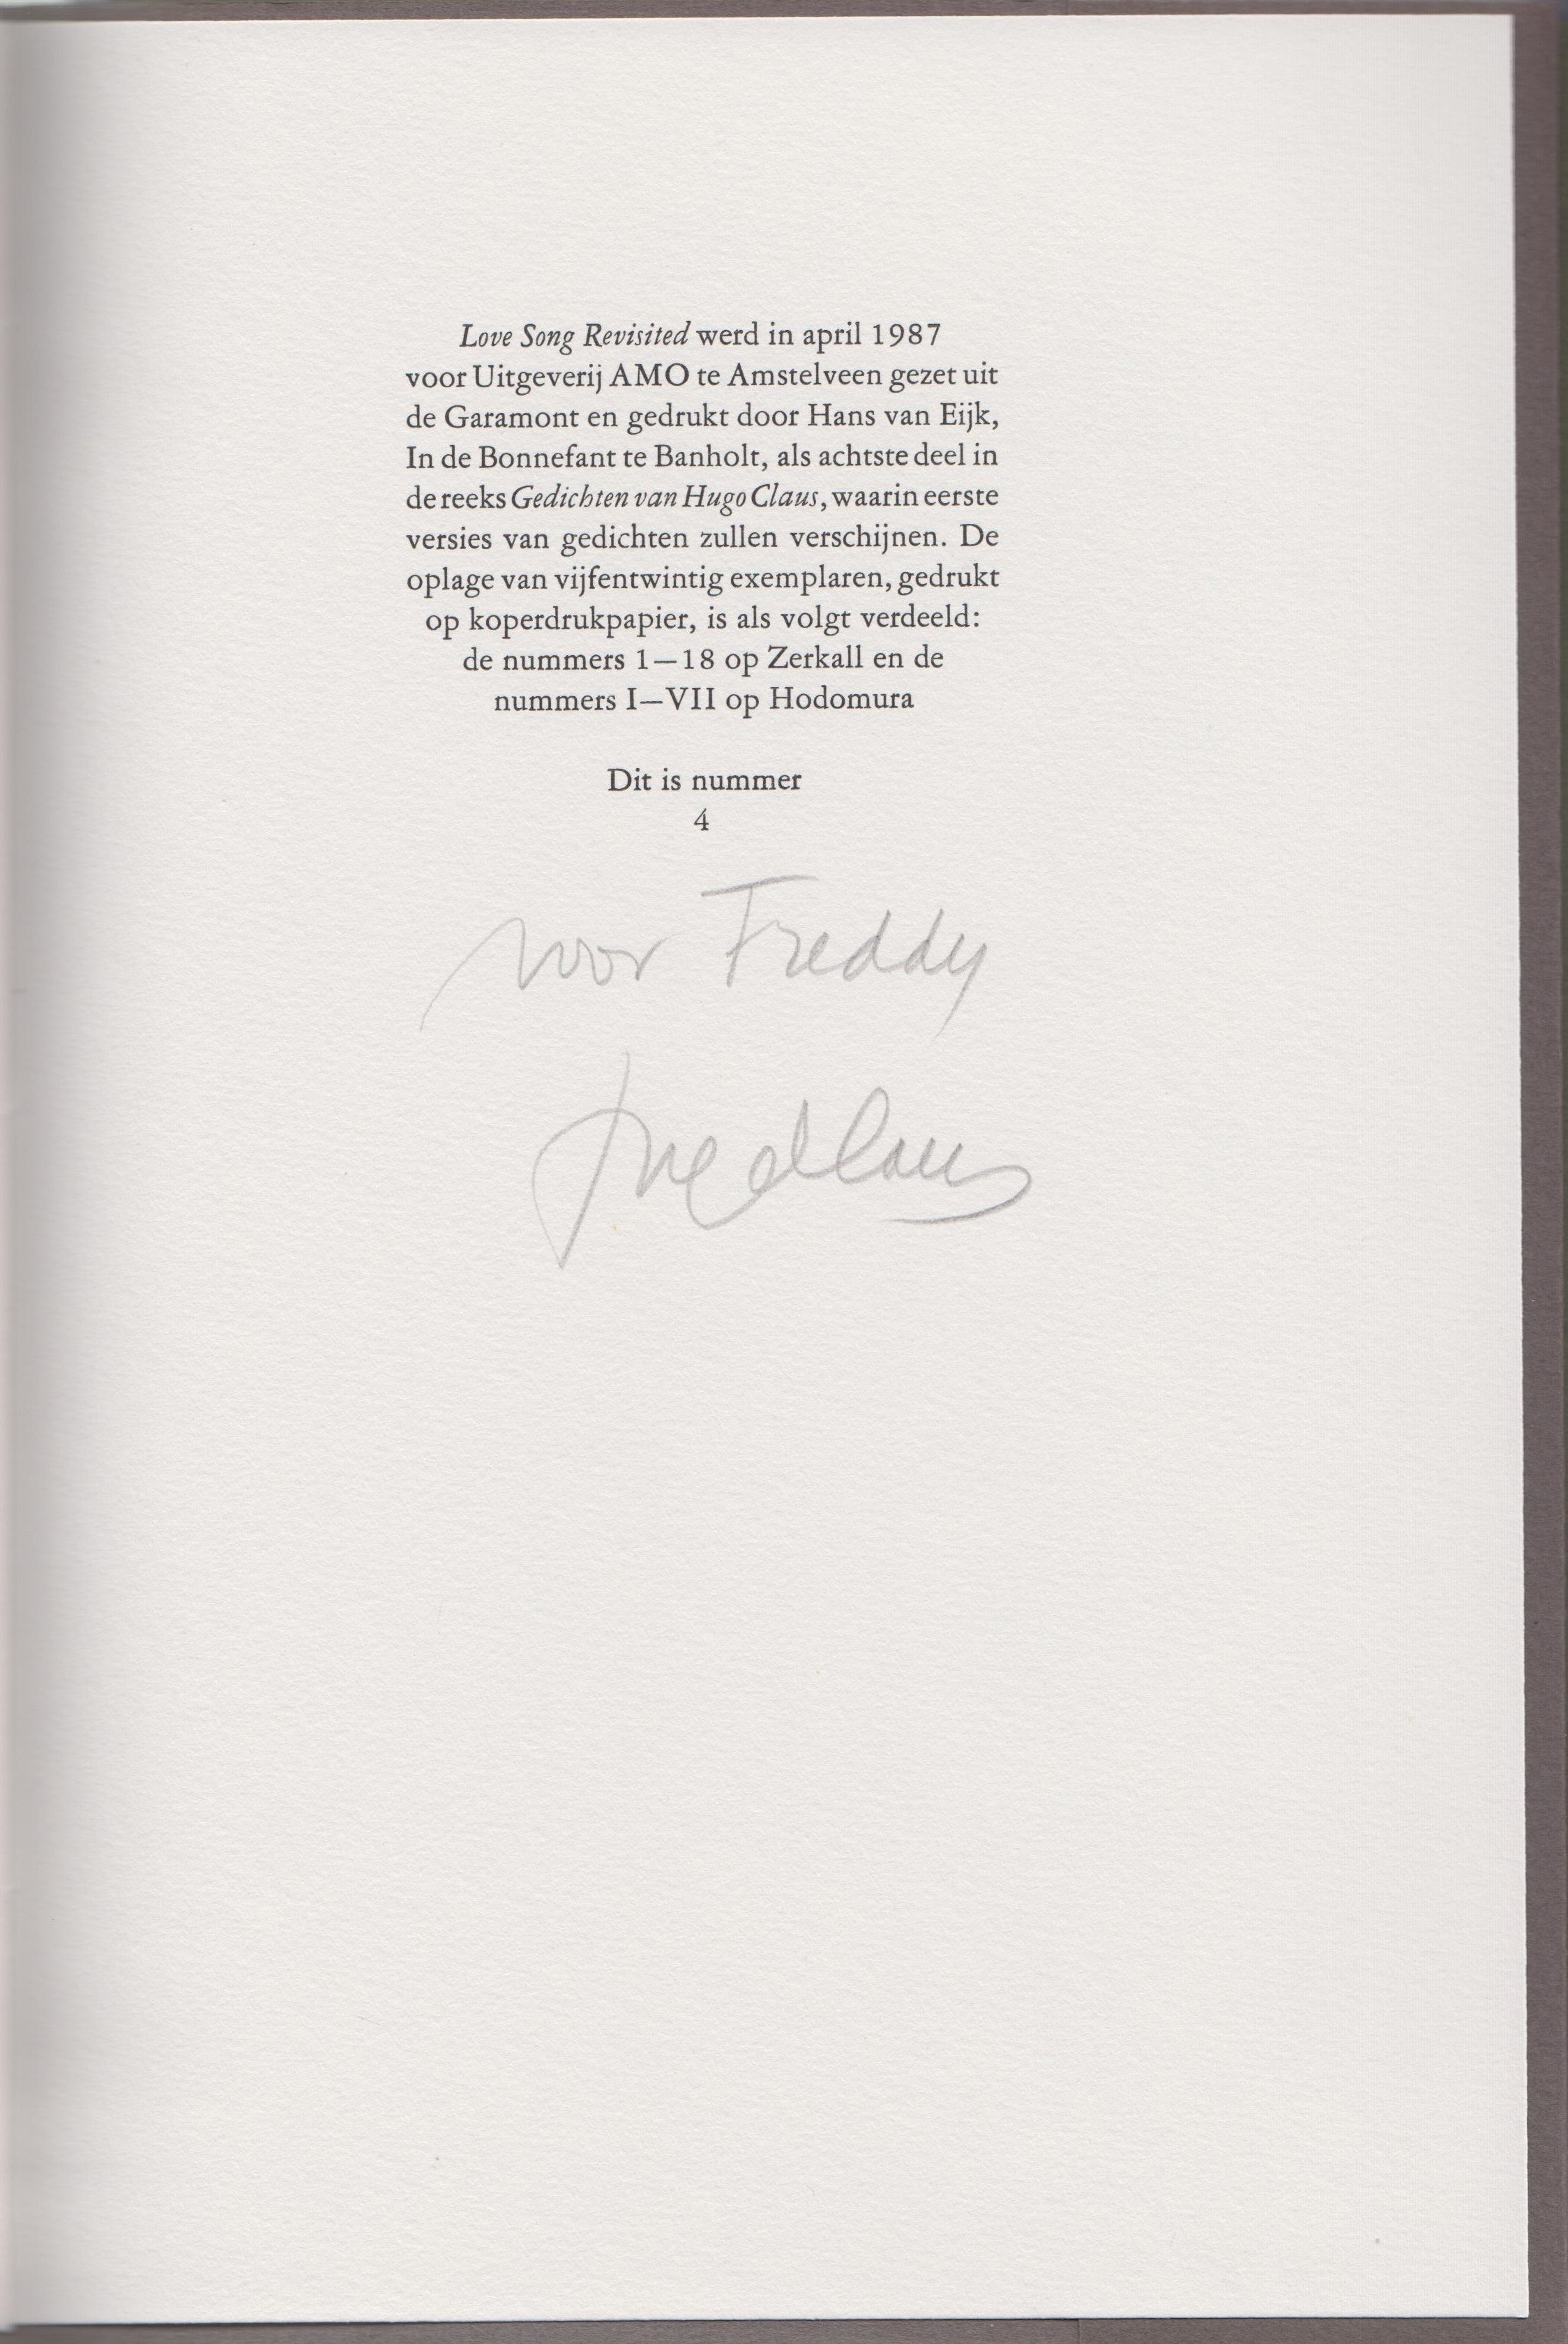 Love Song Revisited werd in april 1987
voor Uitgeverij AMO te Amstelveen gezet uit
de Garamont en gedrukt door Hans van Eijk,
In de Bonnefant te Banholt, als achtste deel in
de reeks Gedichten van Hugo Claus, waarin eerste
versies van gedichten zullen verschijnen. De
oplage van vijfentwintig exemplaren, gedrukt
op koperdrukpapier, is als volgt verdeeld:
de nummers 1—18 op Zerkall en de
nummers I—VII op Hodomura
Dit is nummer
4
voor Freddy
Hugo Claus